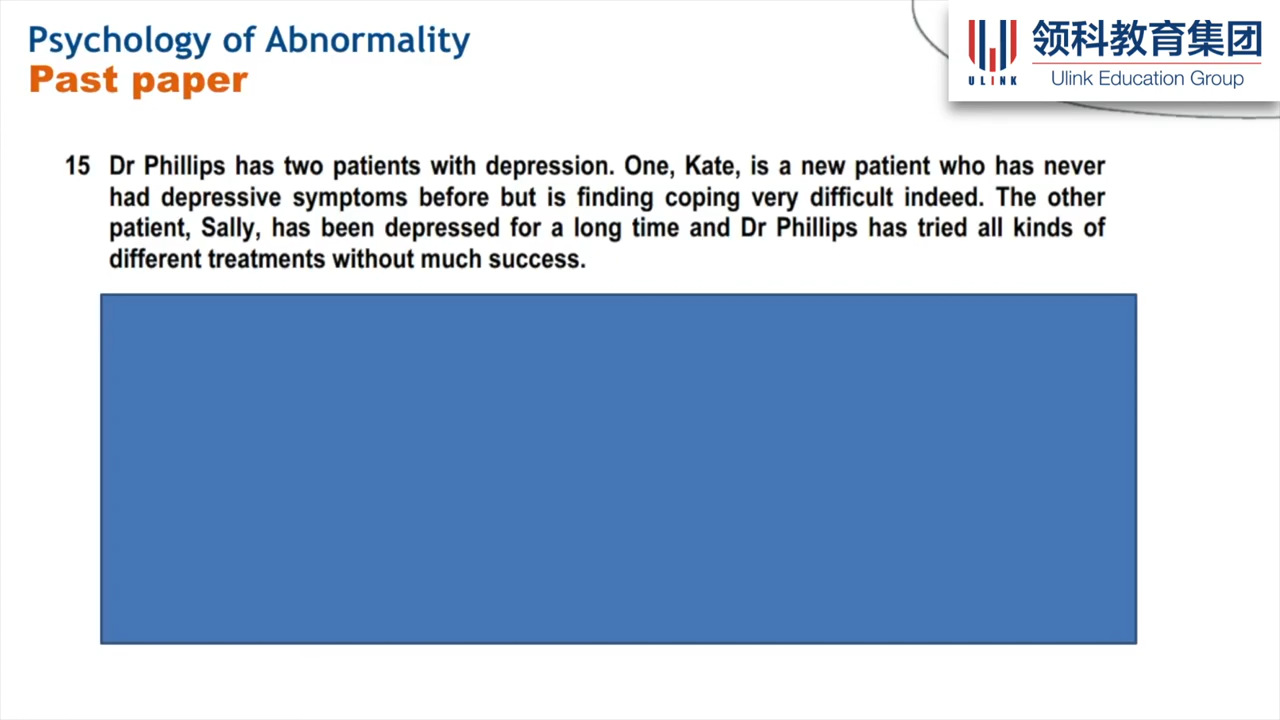 Psychology of Abnormality
Past paper
ULINK
领科教育集团
Ulink Education Group
15 Dr Phillips has two patients with depression. One, Kate, is a new patient who has never
had depressive symptoms before but is finding coping very difficult indeed. The other
patient, Sally, has been depressed for a long time and Dr Phillips has tried all kinds of
different treatments without much success.